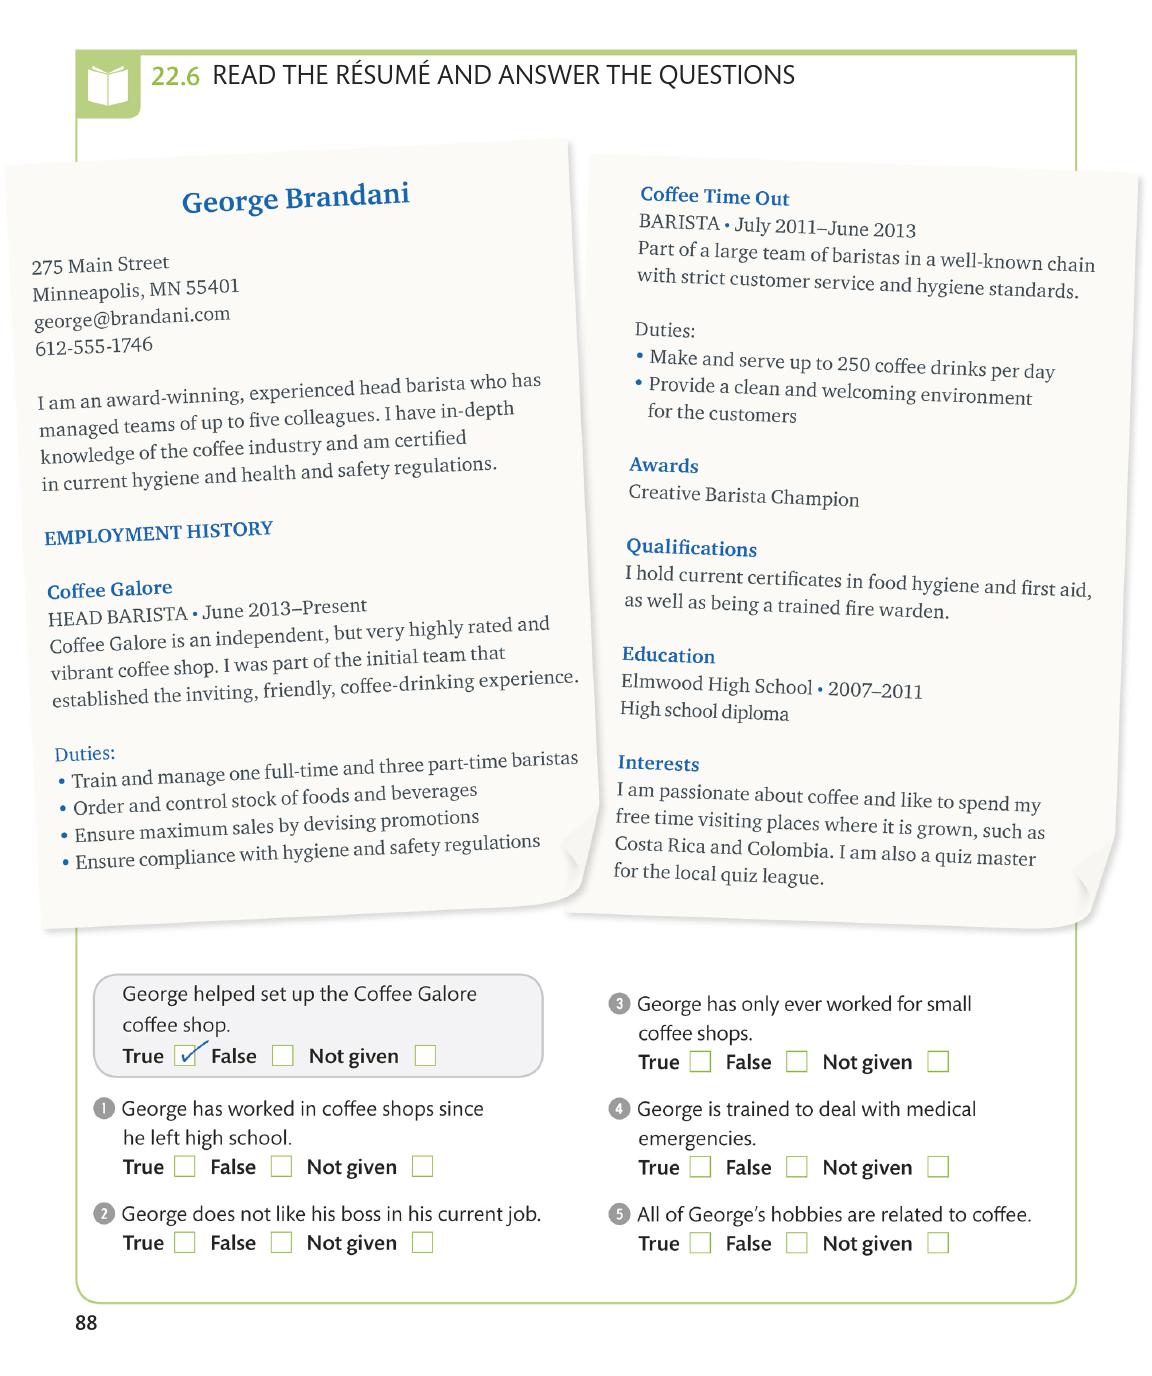 22.6 READ THE RÉSUMÉ AND ANSWER THE QUESTIONS
George Brandani
275 Main Street
Minneapolis, MN 55401
george@brandani.com
612-555-1746
I am an award-winning, experienced head barista who has
managed teams of up to five colleagues. I have in-depth
knowledge of the coffee industry and am certified
in current hygiene and health and safety regulations.
EMPLOYMENT HISTORY
Coffee Galore
HEAD BARISTA • June 2013–Present
Coffee Galore is an independent, but very highly rated and
vibrant coffee shop. I was part of the initial team that
established the inviting, friendly, coffee-drinking experience.
Duties:
• Train and manage one full-time and three part-time baristas
• Order and control stock of foods and beverages
• Ensure maximum sales by devising promotions
• Ensure compliance with hygiene and safety regulations
Coffee Time Out
BARISTA • July 2011–June 2013
Part of a large team of baristas in a well-known chain
with strict customer service and hygiene standards.
Duties:
• Make and serve up to 250 coffee drinks per day
• Provide a clean and welcoming environment
for the customers
Awards
Creative Barista Champion
Qualifications
I hold current certificates in food hygiene and first aid,
as well as being a trained fire warden.
Education
Elmwood High School • 2007–2011
High school diploma
Interests
I am passionate about coffee and like to spend my
free time visiting places where it is grown, such as
Costa Rica and Colombia. I am also a quiz master
for the local quiz league.
George helped set up the Coffee Galore
coffee shop.
True ✓ False Not given
1 George has worked in coffee shops since
he left high school.
True False Not given
2 George does not like his boss in his current job.
True False Not given
3 George has only ever worked for small
coffee shops.
True False Not given
4 George is trained to deal with medical
emergencies.
True False Not given
5 All of George's hobbies are related to coffee.
True False Not given
88